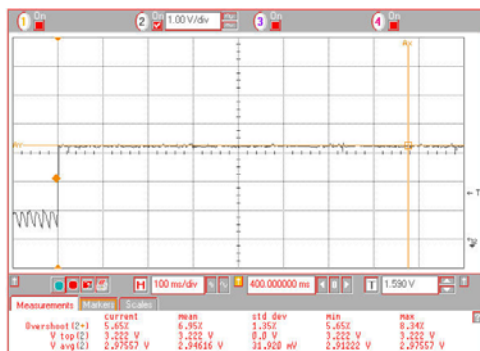 1 On 2 On 1.00 V/div 3 On 4 On
Ax
Ay
T
H 100 ms/div 400.000000 ms T 1.590 V
Measurements Markers Scales
current mean std dev min max
Overshoot(2+) 5.65% 6.95% 1.35% 5.65% 8.34%
V top(2) 3.222 V 3.222 V 0.0 V 3.222 V 3.222 V
V avg(2) 2.97557 V 2.94616 V 31.920 mV 2.91222 V 2.97557 V